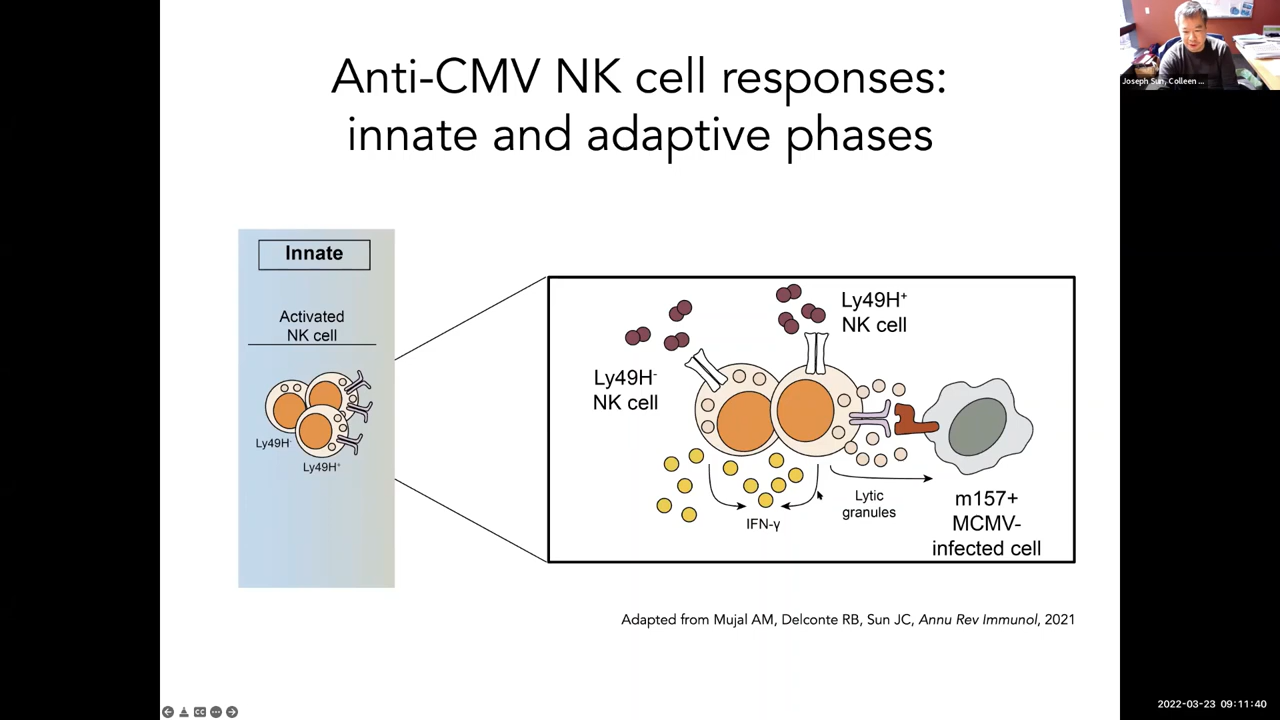 Anti-CMV NK cell responses:
innate and adaptive phases
Joseph Sun, Colleen ...
Innate
Activated
NK cell
Ly49H-
Ly49H+
Ly49H-
NK cell
Ly49H+
NK cell
IFN-γ
Lytic
granules
m157+
MCMV-
infected cell
Adapted from Mujal AM, Delconte RB, Sun JC, Annu Rev Immunol, 2021
CC
2022-03-23 09:11:40